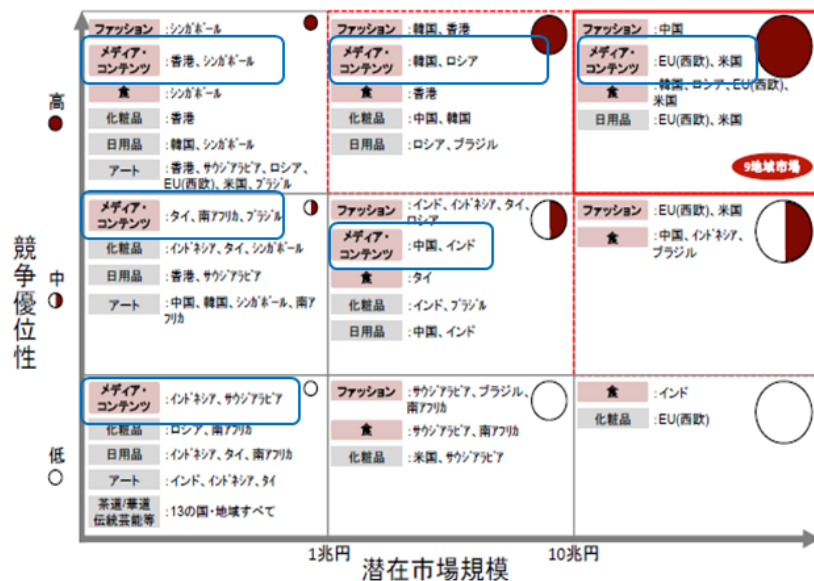 ファッション :シンガポール
メディア・
コンテンツ :香港、シンガポール
食 :シンガポール
化粧品 :香港
日用品 :韓国、シンガポール
アート :香港、サウジアラビア、ロシア、
EU(西欧)、米国、ブラジル
ファッション :韓国、香港
メディア・
コンテンツ :韓国、ロシア
食 :香港
化粧品 :中国、韓国
日用品 :ロシア、ブラジル
ファッション :中国
メディア・
コンテンツ :EU(西欧)、米国
食 :韓国、ロシア、EU(西欧)、
米国
日用品 :EU(西欧)、米国
9地域市場
高
メディア・
コンテンツ :タイ、南アフリカ、ブラジル
化粧品 :インドネシア、タイ、シンガポール
日用品 :香港、サウジアラビア
アート :中国、韓国、シンガポール、南ア
フリカ
ファッション :インド、インドネシア、タイ、
ロシア
メディア・
コンテンツ :中国、インド
食 :タイ
化粧品 :インド、ブラジル
日用品 :中国、インド
ファッション :EU(西欧)、米国
食 :中国、インドネシア、
ブラジル
競争優位性
中
メディア・
コンテンツ :インドネシア、サウジアラビア
化粧品 :ロシア、南アフリカ
日用品 :インドネシア、タイ、南アフリカ
アート :インド、インドネシア、タイ
茶道/華道
伝統芸能等 :13の国・地域すべて
ファッション :サウジアラビア、ブラジル、
南アフリカ
食 :サウジアラビア、南アフリカ
化粧品 :米国、サウジアラビア
食 :インド
化粧品 :EU(西欧)
低
1兆円
10兆円
潜在市場規模